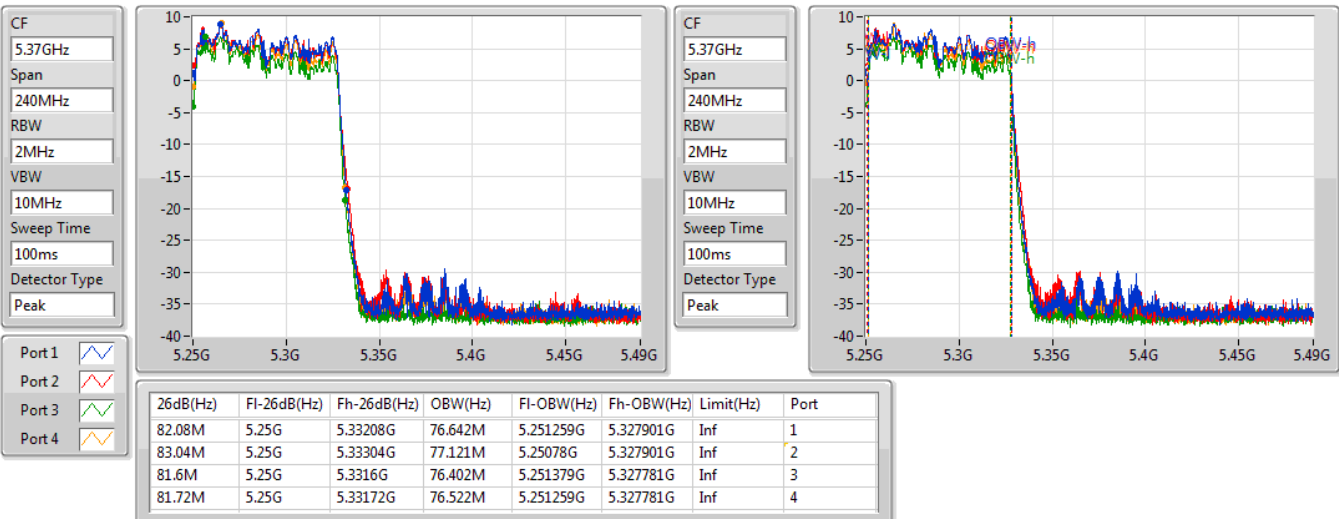 CF
5.37GHz
Span
240MHz
RBW
2MHz
VBW
10MHz
Sweep Time
100ms
Detector Type
Peak
10
5
0
-5
-10
-15
-20
-25
-30
-35
-40
5.25G 5.3G 5.35G 5.4G 5.45G 5.49G
CF
5.37GHz
Span
240MHz
RBW
2MHz
VBW
10MHz
Sweep Time
100ms
Detector Type
Peak
10
5
0
-5
-10
-15
-20
-25
-30
-35
-40
5.25G 5.3G 5.35G 5.4G 5.45G 5.49G
Port 1
Port 2
Port 3
Port 4
26dB(Hz) Fl-26dB(Hz) Fh-26dB(Hz) OBW(Hz) Fl-OBW(Hz) Fh-OBW(Hz) Limit(Hz) Port
82.08M 5.25G 5.33208G 76.642M 5.251259G 5.327901G Inf 1
83.04M 5.25G 5.33304G 77.121M 5.25078G 5.327901G Inf 2
81.6M 5.25G 5.3316G 76.402M 5.251379G 5.327781G Inf 3
81.72M 5.25G 5.33172G 76.522M 5.251259G 5.327781G Inf 4